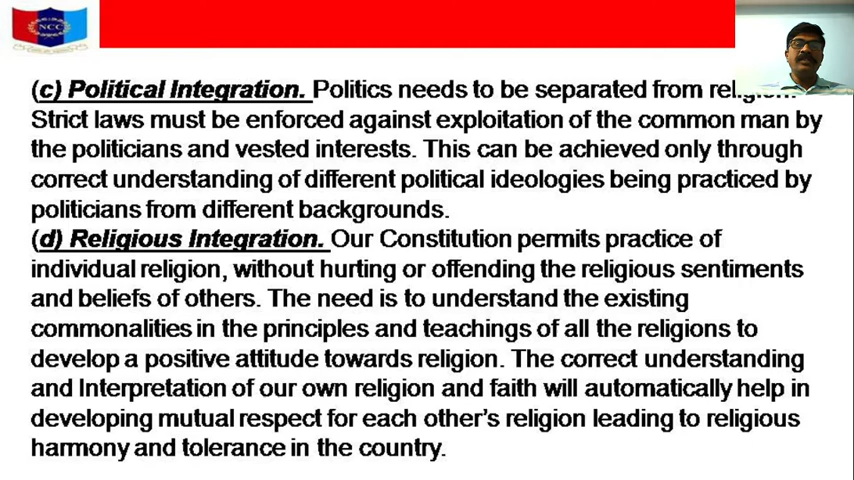 NCC
(c) Political Integration. Politics needs to be separated from religion.
Strict laws must be enforced against exploitation of the common man by
the politicians and vested interests. This can be achieved only through
correct understanding of different political ideologies being practiced by
politicians from different backgrounds.
(d) Religious Integration. Our Constitution permits practice of
individual religion, without hurting or offending the religious sentiments
and beliefs of others. The need is to understand the existing
commonalities in the principles and teachings of all the religions to
develop a positive attitude towards religion. The correct understanding
and Interpretation of our own religion and faith will automatically help in
developing mutual respect for each other's religion leading to religious
harmony and tolerance in the country.